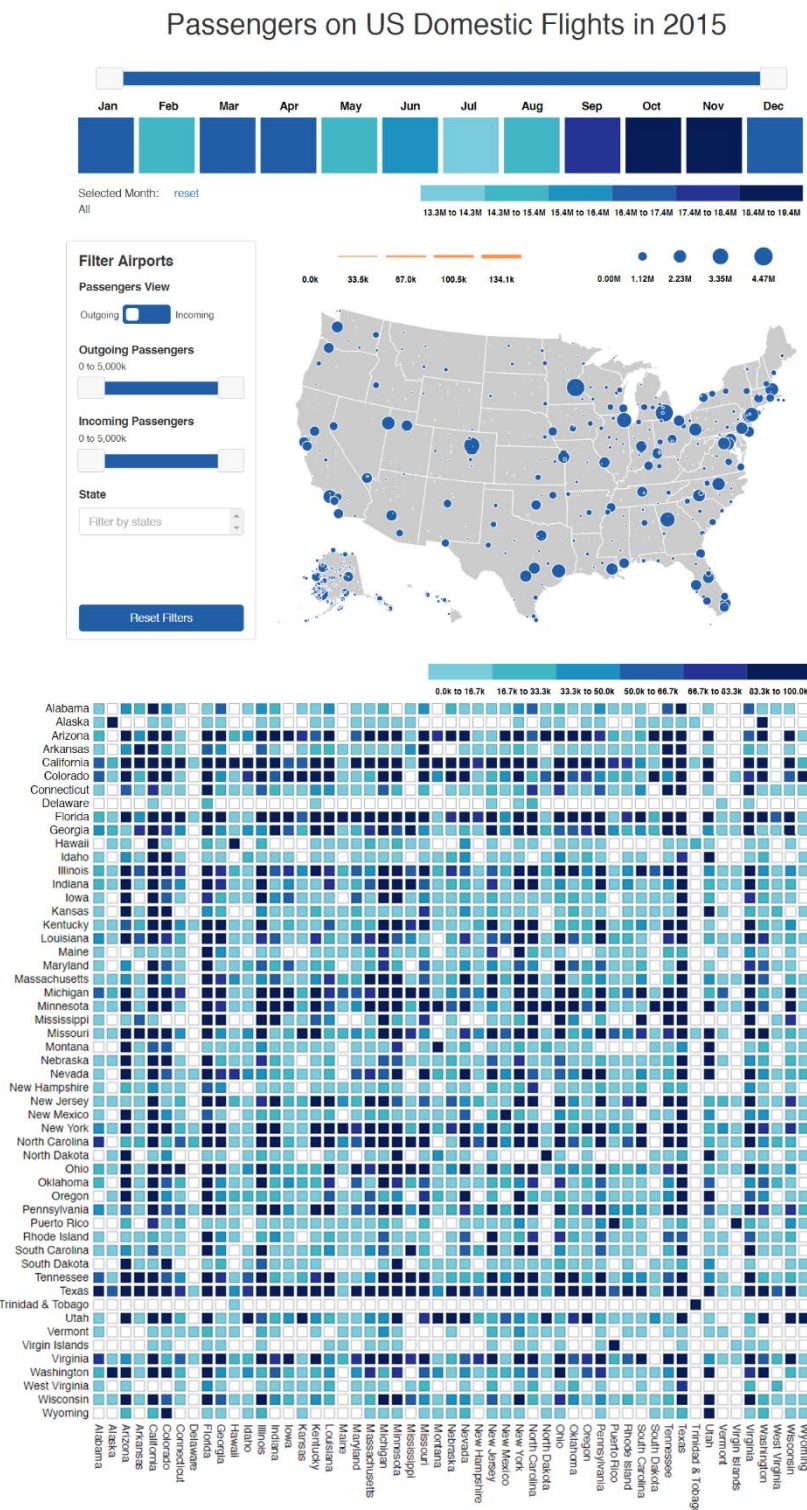 Passengers on US Domestic Flights in 2015
Jan Feb Mar Apr May Jun Jul Aug Sep Oct Nov Dec
Selected Month: reset
All
13.3M to 14.3M 14.3M to 15.4M 15.4M to 16.4M 16.4M to 17.4M 17.4M to 18.4M 18.4M to 19.4M
Filter Airports
Passengers View
Outgoing Incoming
Outgoing Passengers
0 to 5,000k
Incoming Passengers
0 to 5,000k
State
Filter by states
Reset Filters
0.0k 33.5k 67.0k 100.5k 134.1k
0.00M 1.12M 2.23M 3.35M 4.47M
0.0k to 16.7k 16.7k to 33.3k 33.3k to 50.0k 50.0k to 66.7k 66.7k to 83.3k 83.3k to 100.0k
Alabama
Alaska
Arizona
Arkansas
California
Colorado
Connecticut
Delaware
Florida
Georgia
Hawaii
Idaho
Illinois
Indiana
Iowa
Kansas
Kentucky
Louisiana
Maine
Maryland
Massachusetts
Michigan
Minnesota
Mississippi
Missouri
Montana
Nebraska
Nevada
New Hampshire
New Jersey
New Mexico
New York
North Carolina
North Dakota
Ohio
Oklahoma
Oregon
Pennsylvania
Puerto Rico
Rhode Island
South Carolina
South Dakota
Tennessee
Texas
Trinidad & Tobago
Utah
Vermont
Virgin Islands
Virginia
Washington
West Virginia
Wisconsin
Wyoming
Alabama
Alaska
Arizona
Arkansas
California
Colorado
Connecticut
Delaware
Florida
Georgia
Hawaii
Idaho
Illinois
Indiana
Iowa
Kansas
Kentucky
Louisiana
Maine
Maryland
Massachusetts
Michigan
Minnesota
Mississippi
Missouri
Montana
Nebraska
Nevada
New Hampshire
New Jersey
New Mexico
New York
North Carolina
North Dakota
Ohio
Oklahoma
Oregon
Pennsylvania
Puerto Rico
Rhode Island
South Carolina
South Dakota
Tennessee
Texas
Trinidad & Tobag
Utah
Vermont
Virgin Islands
Virginia
Washington
West Virginia
Wisconsin
Wyoming